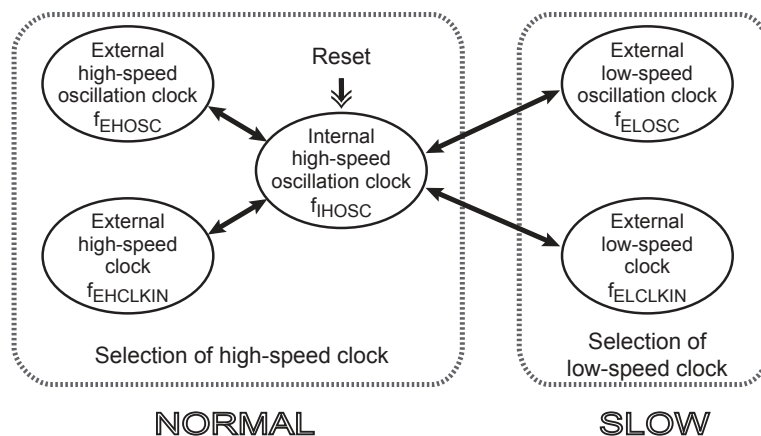 External
high-speed
oscillation clock
fEHOSC
Reset
Internal
high-speed
oscillation clock
fIHOSC
External
high-speed
clock
fEHCLKIN
Selection of high-speed clock
NORMAL
External
low-speed
oscillation clock
fELOSC
External
low-speed
clock
fELCLKIN
Selection of
low-speed clock
SLOW